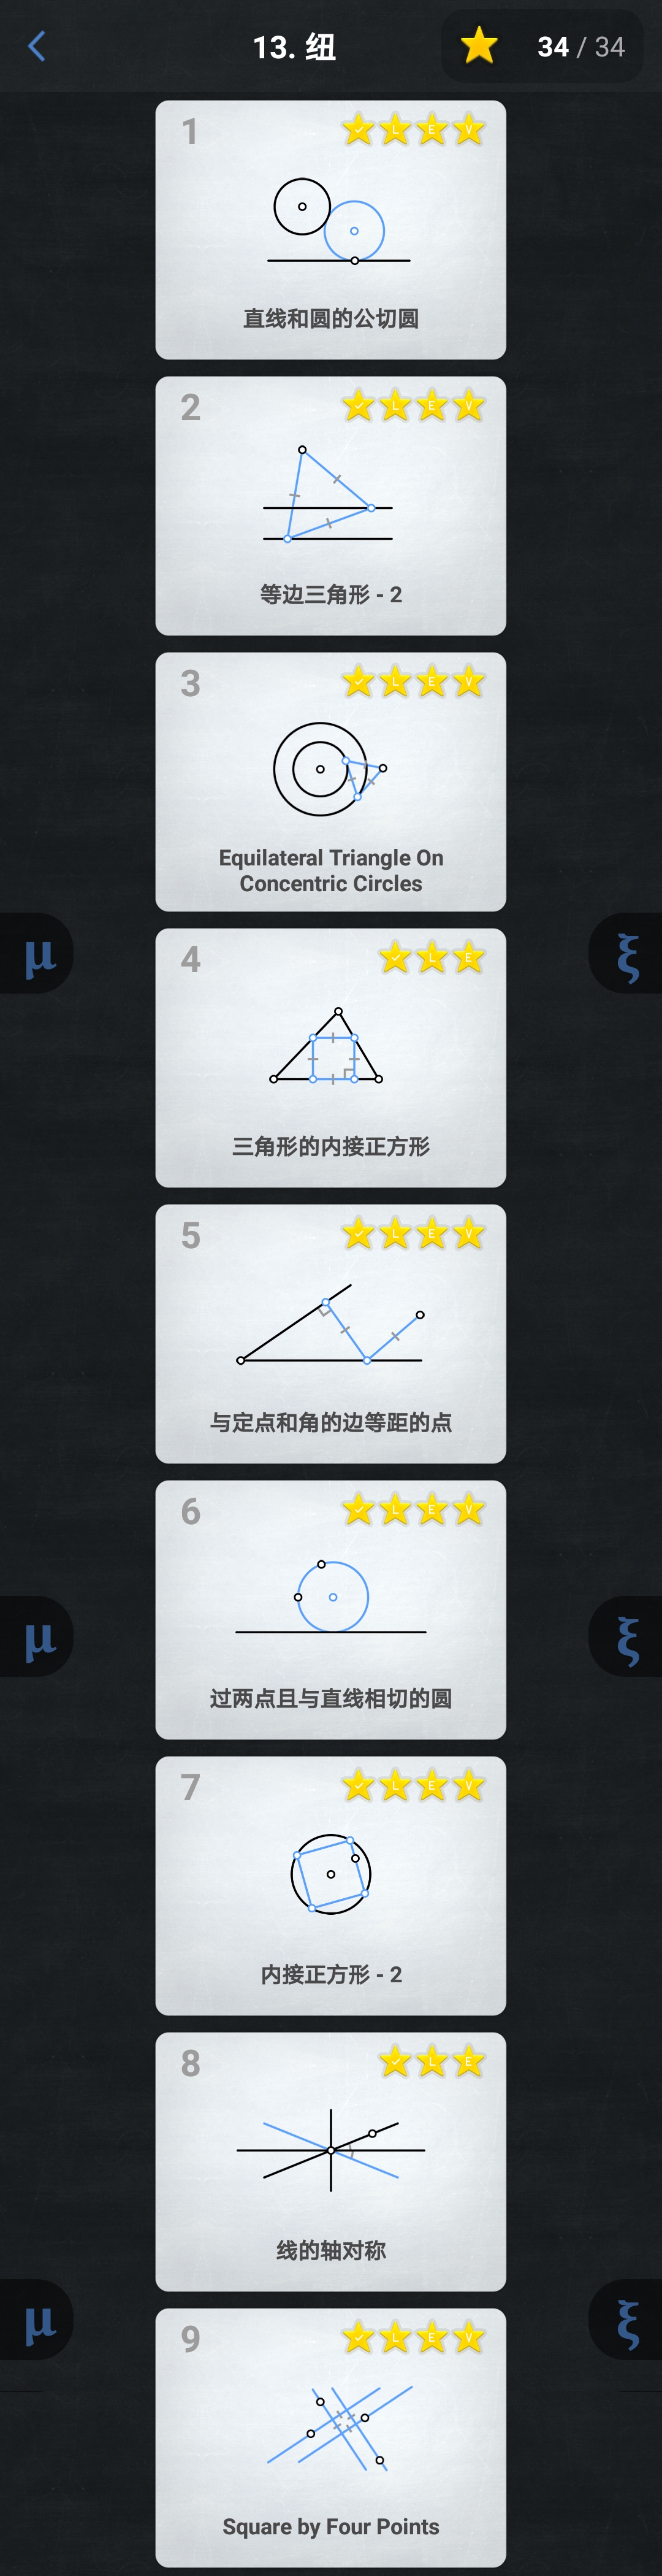 13. 纽
34 / 34
1
L E V
直线和圆的公切圆
2
L E V
等边三角形 - 2
3
L E V
Equilateral Triangle On
Concentric Circles
μ
ξ
4
L E
三角形的内接正方形
5
L E V
与定点和角的边等距的点
6
L E V
μ
ξ
过两点且与直线相切的圆
7
L E V
内接正方形 - 2
8
L E
线的轴对称
μ
ξ
9
L E V
Square by Four Points